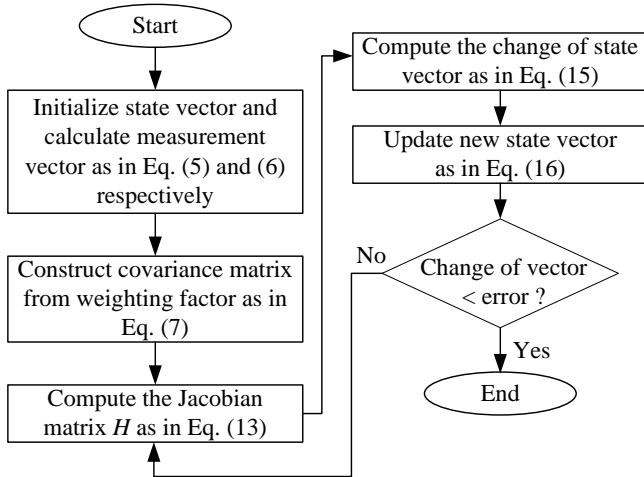 Start
Initialize state vector and
calculate measurement
vector as in Eq. (5) and (6)
respectively
Construct covariance matrix
from weighting factor as in
Eq. (7)
Compute the Jacobian
matrix H as in Eq. (13)
Compute the change of state
vector as in Eq. (15)
Update new state vector
as in Eq. (16)
Change of vector
< error ?
No
Yes
End